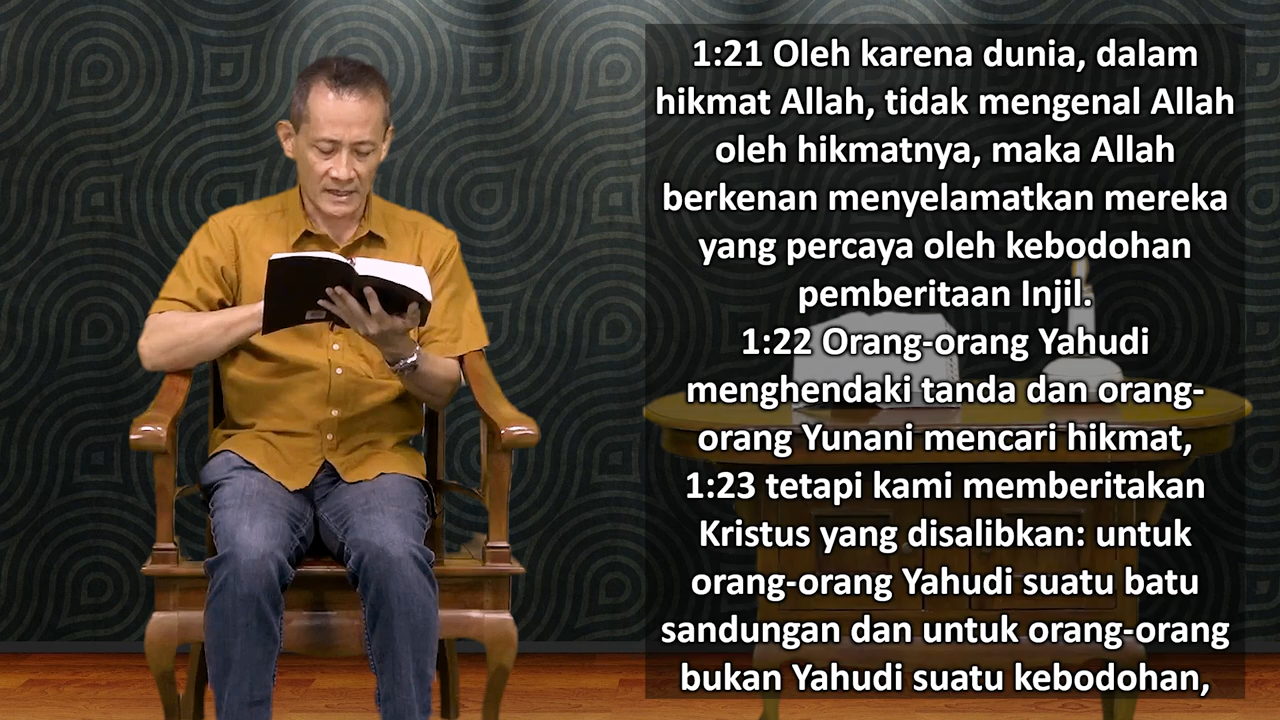 1:21 Oleh karena dunia, dalam
hikmat Allah, tidak mengenal Allah
oleh hikmatnya, maka Allah
berkenan menyelamatkan mereka
yang percaya oleh kebodohan
pemberitaan Injil.
1:22 Orang-orang Yahudi
menghendaki tanda dan orang-
orang Yunani mencari hikmat,
1:23 tetapi kami memberitakan
Kristus yang disalibkan: untuk
orang-orang Yahudi suatu batu
sandungan dan untuk orang-orang
bukan Yahudi suatu kebodohan,